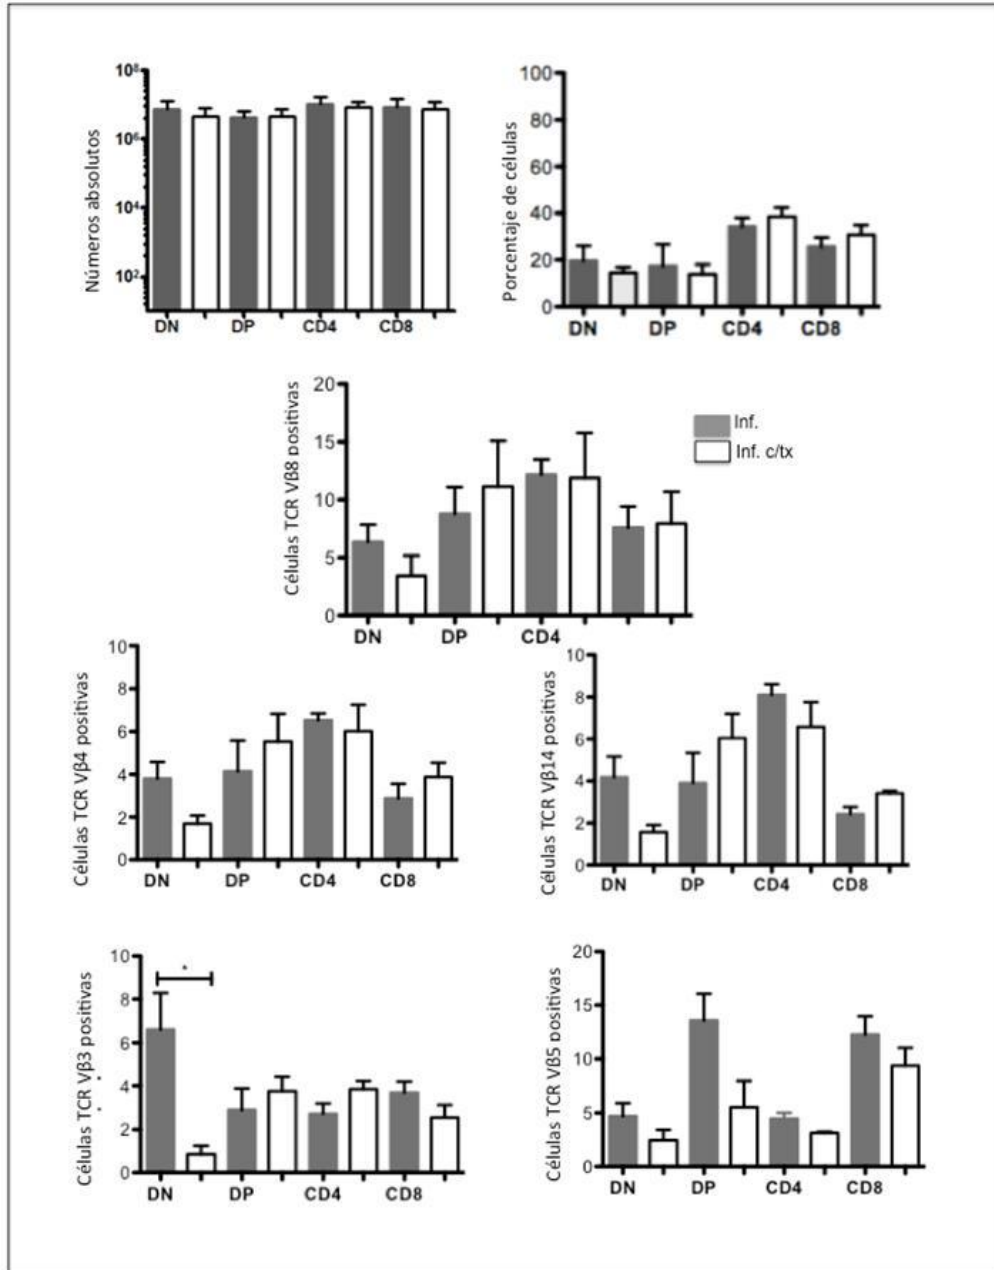 Números absolutos
10⁸
10⁶
10⁴
10²
DN DP CD4 CD8
Porcentaje de células
100
80
60
40
20
0
DN DP CD4 CD8
Células TCR Vβ8 positivas
20
15
10
5
0
DN DP CD4
Inf.
Inf. c/tx
Células TCR Vβ4 positivas
10
8
6
4
2
0
DN DP CD4 CD8
Células TCR Vβ14 positivas
10
8
6
4
2
0
DN DP CD4 CD8
Células TCR Vβ3 positivas
10
8
6
4
2
0
DN DP CD4 CD8
Células TCR Vβ5 positivas
20
15
10
5
0
DN DP CD4 CD8